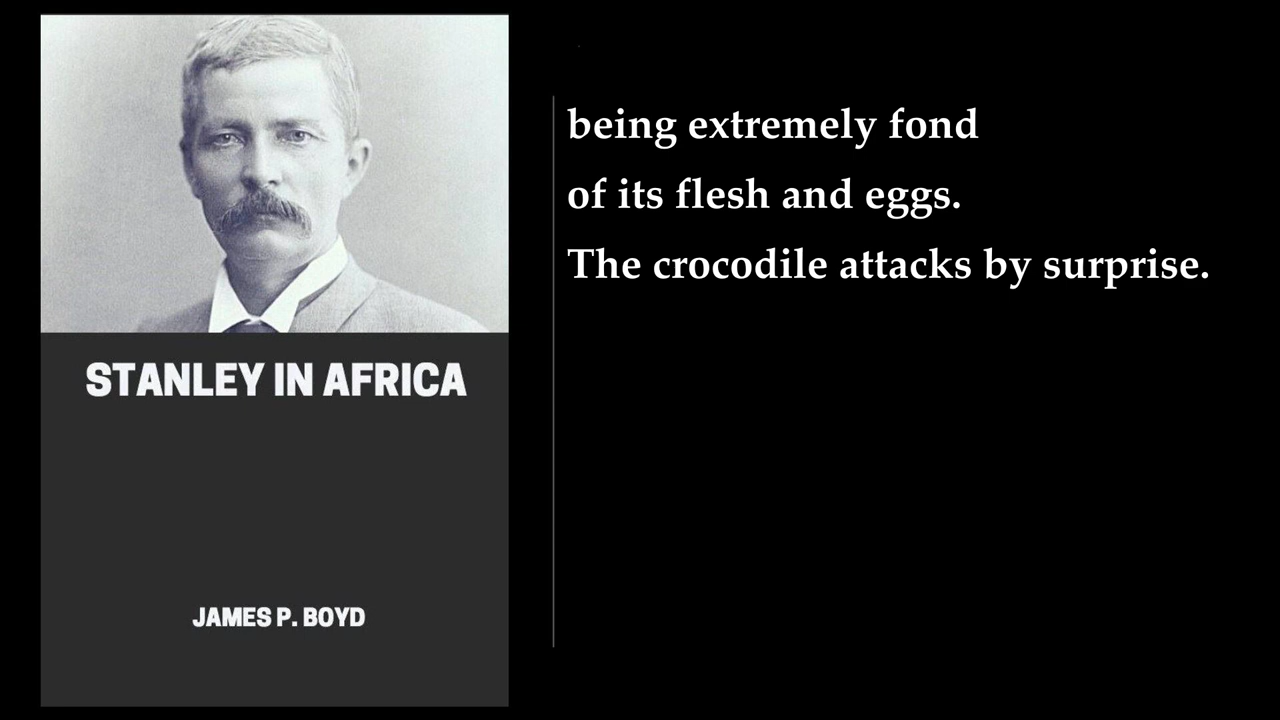 STANLEY IN AFRICA
JAMES P. BOYD
being extremely fond
of its flesh and eggs.
The crocodile attacks by surprise.